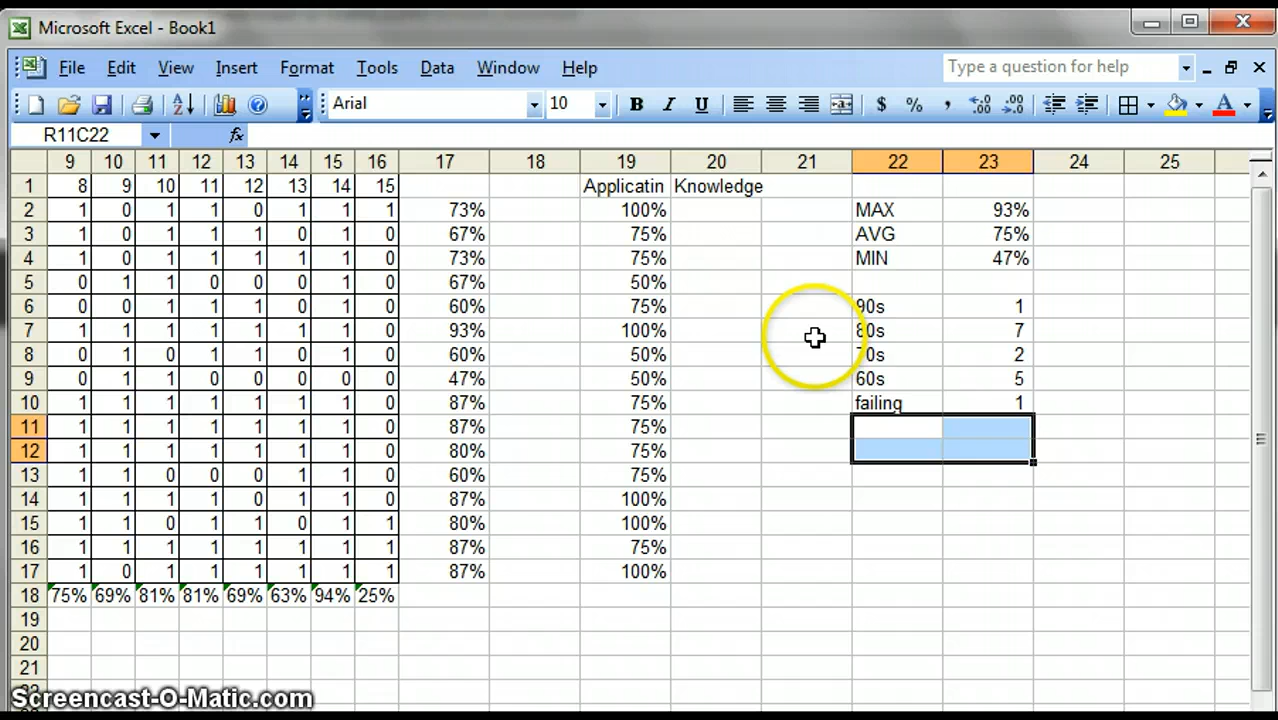 Microsoft Excel - Book1
File Edit View Insert Format Tools Data Window Help Type a question for help
Arial 10 B I U $ % , A
R11C22 fx
9 10 11 12 13 14 15 16 17 18 19 20 21 22 23 24 25
1 8 9 10 11 12 13 14 15 Applicatin Knowledge
2 1 0 1 1 0 1 1 1 73% 100% MAX 93%
3 1 0 1 1 1 0 1 0 67% 75% AVG 75%
4 1 0 1 1 1 1 1 0 73% 75% MIN 47%
5 0 1 1 0 0 1 1 0 67% 50%
6 0 0 1 1 1 0 1 0 60% 75% 90s 1
7 1 1 1 1 1 1 1 0 93% 100% 80s 7
8 1 1 0 1 1 0 1 0 60% 50% 70s 2
9 0 1 1 0 0 0 0 0 47% 50% 60s 5
10 1 1 1 1 1 1 1 0 87% 75% failing 1
11 1 1 1 1 1 1 1 0 87% 75%
12 1 1 1 1 1 1 1 0 80% 75%
13 1 1 0 0 0 1 1 0 60% 75%
14 1 1 1 1 0 1 1 0 87% 100%
15 1 1 0 1 1 0 1 1 80% 100%
16 1 1 1 1 1 1 1 0 87% 75%
17 1 0 1 1 1 1 1 1 87% 100%
18 75% 69% 81% 81% 69% 63% 94% 25%
19
20
21
Screencast-O-Matic.com